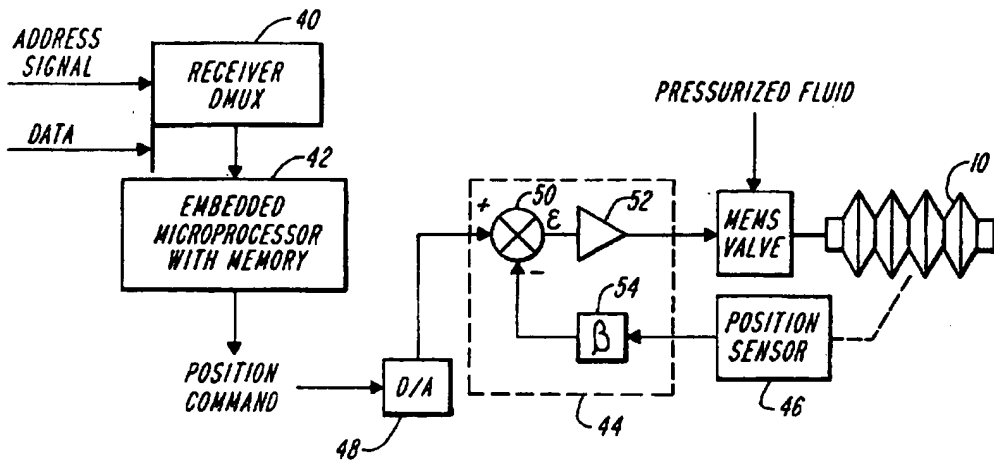 40
ADDRESS
SIGNAL
RECEIVER
DMUX
DATA
42
EMBEDDED
MICROPROCESSOR
WITH MEMORY
POSITION
COMMAND
D/A
48
50
+
ε
52
−
54
β
44
PRESSURIZED FLUID
MEMS
VALVE
10
POSITION
SENSOR
46